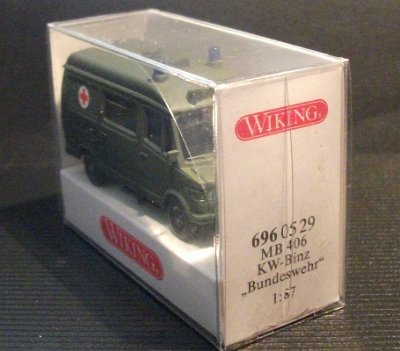 WIKING®
696 05 29
MB 406
KW-Binz
„Bundeswehr"
1:87
WIKING